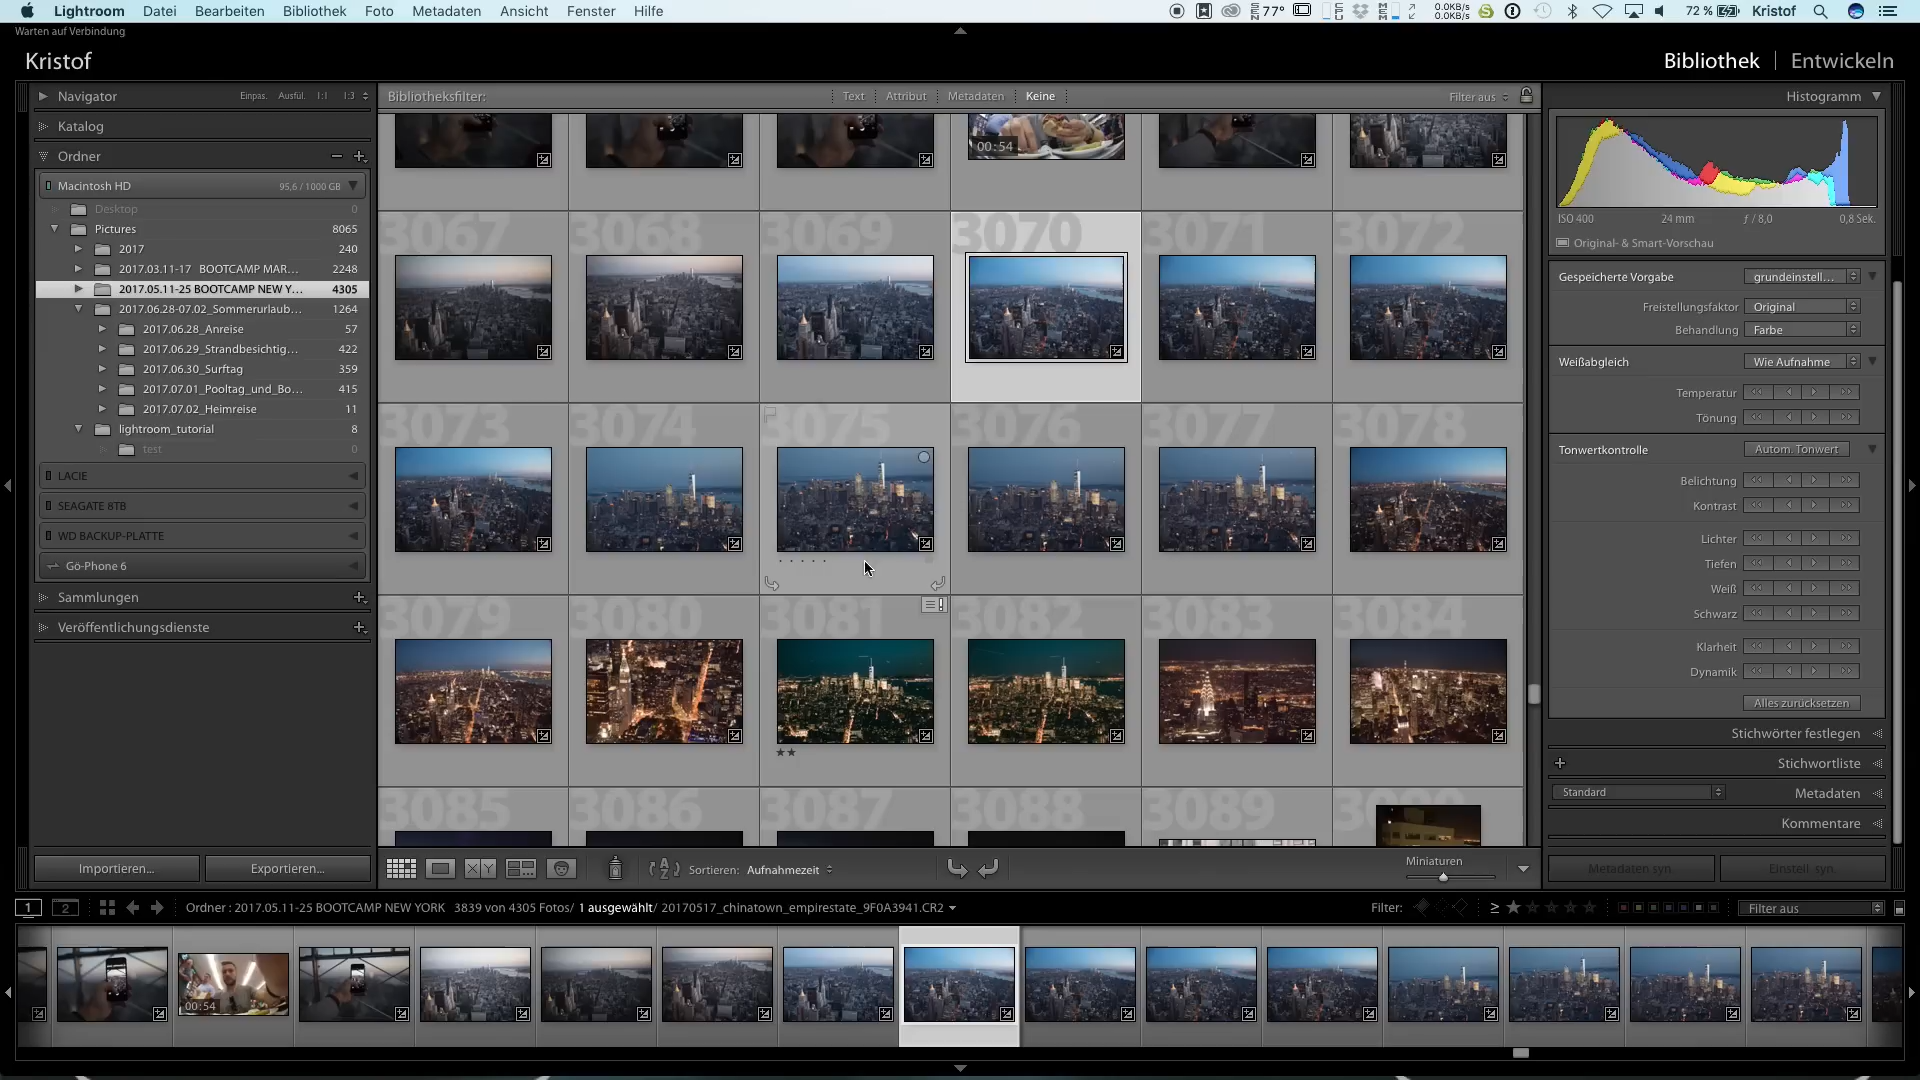 Lightroom Datei Bearbeiten Bibliothek Foto Metadaten Ansicht Fenster Hilfe 77° 0.0KB/s 0.0KB/s 72 % Kristof
Warten auf Verbindung
Kristof
Bibliothek | Entwickeln
Navigator Einpas. Ausfül. 1:1 1:3
Katalog
Ordner
Macintosh HD 95,6 / 1000 GB
Desktop 0
Pictures 8065
2017 240
2017.03.11-17 BOOTCAMP MAR... 2248
2017.05.11-25 BOOTCAMP NEW Y... 4305
2017.06.28-07.02_Sommerurlaub... 1264
2017.06.28_Anreise 57
2017.06.29_Strandbesichtig... 422
2017.06.30_Surftag 359
2017.07.01_Pooltag_und_Bo... 415
2017.07.02_Heimreise 11
lightroom_tutorial 8
test 0
LACIE
SEAGATE 8TB
WD BACKUP-PLATTE
Gö-Phone 6
Sammlungen
Veröffentlichungsdienste
Importieren... Exportieren...
Bibliotheksfilter: Text Attribut Metadaten Keine Filter aus
00:54
3067 3068 3069 3070 3071 3072
3073 3074 3075 3076 3077 3078
3079 3080 3081 3082 3083 3084
3085 3086 3087 3088 3089 3090
Sortieren: Aufnahmezeit Miniaturen
Histogramm
ISO 400 24 mm ƒ / 8,0 0,8 Sek.
Original- & Smart-Vorschau
Gespeicherte Vorgabe grundeinstell...
Freistellungsfaktor Original
Behandlung Farbe
Weißabgleich Wie Aufnahme
Temperatur
Tönung
Tonwertkontrolle Autom. Tonwert
Belichtung
Kontrast
Lichter
Tiefen
Weiß
Schwarz
Klarheit
Dynamik
Alles zurücksetzen
Stichwörter festlegen
Stichwortliste
Standard Metadaten
Kommentare
Metadaten syn. Einstell. syn.
1 2 Ordner : 2017.05.11-25 BOOTCAMP NEW YORK 3839 von 4305 Fotos/ 1 ausgewählt/ 20170517_chinatown_empirestate_9F0A3941.CR2 Filter: ≥ Filter aus
00:54